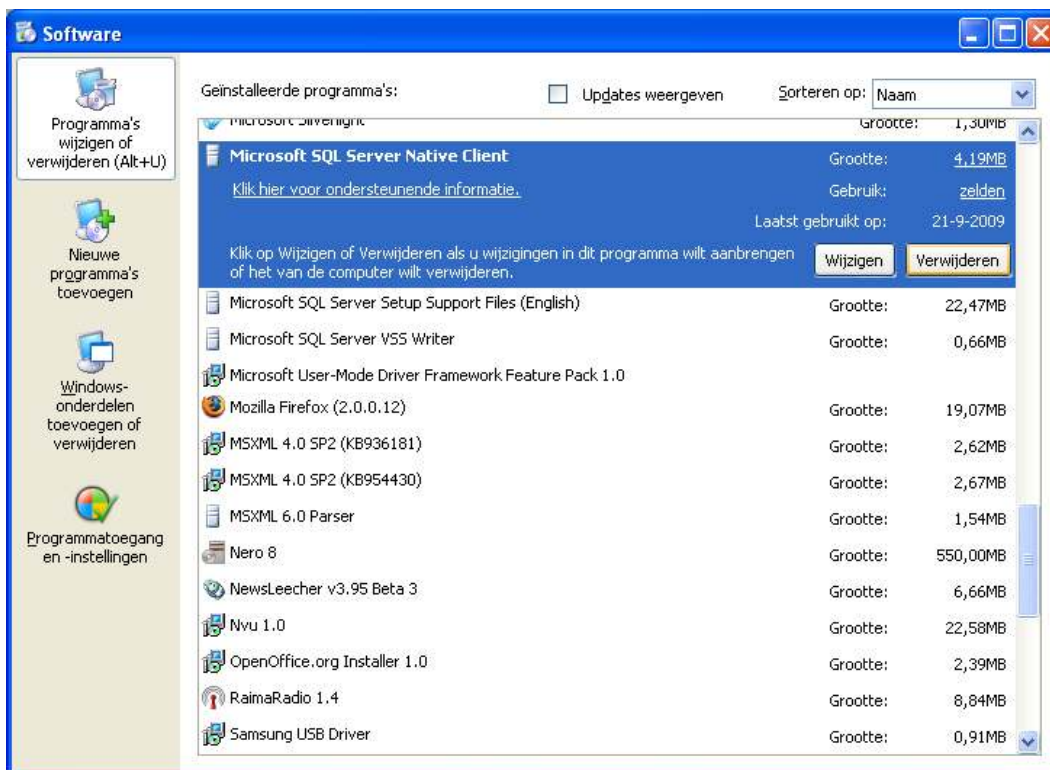 Software
Programma's
wijzigen of
verwijderen (Alt+U)
Nieuwe
programma's
toevoegen
Windows-
onderdelen
toevoegen of
verwijderen
Programmatoegang
en -instellingen
Geïnstalleerde programma's: Updates weergeven Sorteren op: Naam
Microsoft Silverlight Grootte: 1,30MB
Microsoft SQL Server Native Client Grootte: 4,19MB
Klik hier voor ondersteunende informatie. Gebruik: zelden
Laatst gebruikt op: 21-9-2009
Klik op Wijzigen of Verwijderen als u wijzigingen in dit programma wilt aanbrengen
of het van de computer wilt verwijderen. Wijzigen Verwijderen
Microsoft SQL Server Setup Support Files (English) Grootte: 22,47MB
Microsoft SQL Server VSS Writer Grootte: 0,66MB
Microsoft User-Mode Driver Framework Feature Pack 1.0
Mozilla Firefox (2.0.0.12) Grootte: 19,07MB
MSXML 4.0 SP2 (KB936181) Grootte: 2,62MB
MSXML 4.0 SP2 (KB954430) Grootte: 2,67MB
MSXML 6.0 Parser Grootte: 1,54MB
Nero 8 Grootte: 550,00MB
NewsLeecher v3.95 Beta 3 Grootte: 6,66MB
Nvu 1.0 Grootte: 22,58MB
OpenOffice.org Installer 1.0 Grootte: 2,39MB
RaimaRadio 1.4 Grootte: 8,84MB
Samsung USB Driver Grootte: 0,91MB